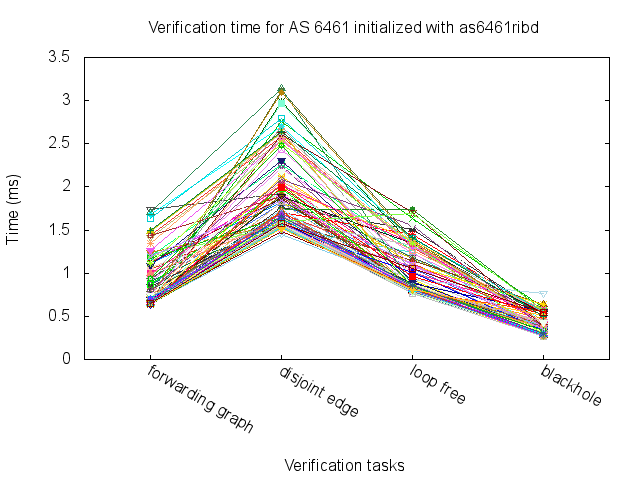 Verification time for AS 6461 initialized with as6461ribd
3.5
3
2.5
2
1.5
1
0.5
0
Time (ms)
forwarding graph
disjoint edge
loop free
blackhole
Verification tasks